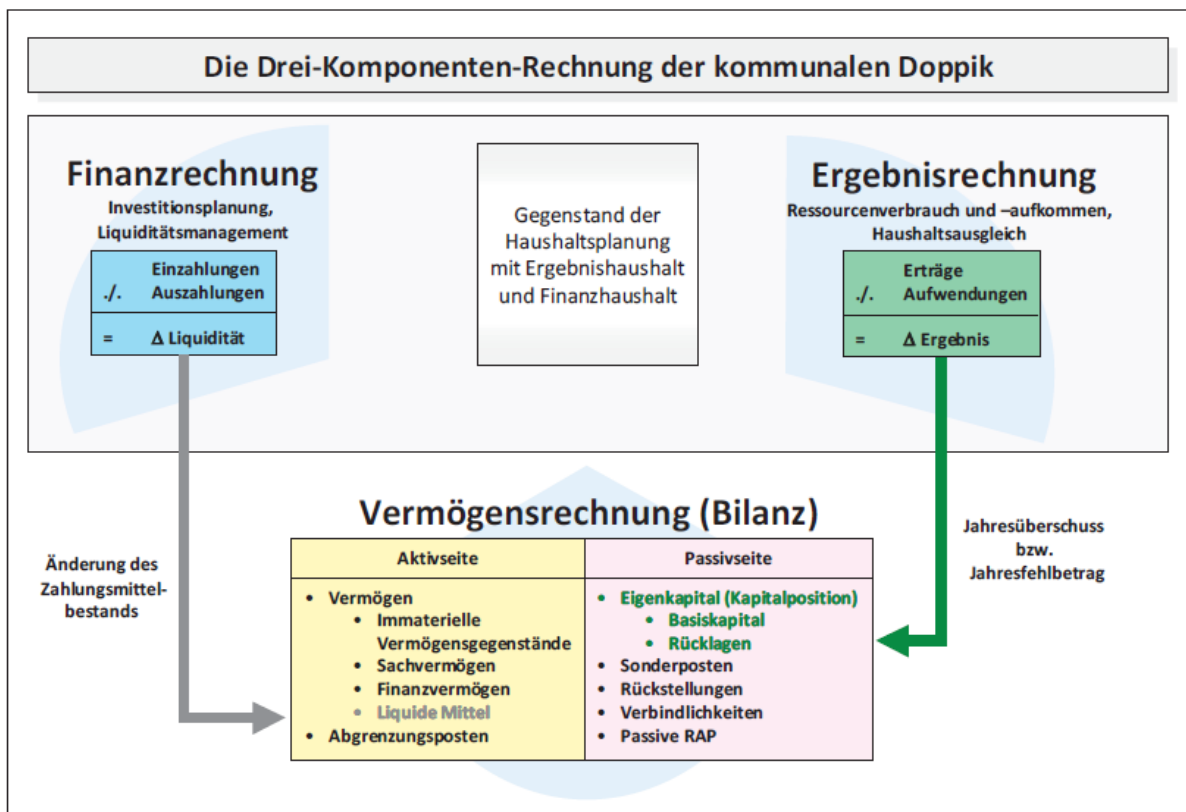 Die Drei-Komponenten-Rechnung der kommunalen Doppik
Finanzrechnung
Investitionsplanung,
Liquiditätsmanagement
Einzahlungen
./. Auszahlungen
= Δ Liquidität
Gegenstand der
Haushaltsplanung
mit Ergebnishaushalt
und Finanzhaushalt
Ergebnisrechnung
Ressourcenverbrauch und –aufkommen,
Haushaltsausgleich
Erträge
./. Aufwendungen
= Δ Ergebnis
Änderung des
Zahlungsmittel-
bestands
Vermögensrechnung (Bilanz)
Aktivseite
• Vermögen
• Immaterielle
Vermögensgegenstände
• Sachvermögen
• Finanzvermögen
• Liquide Mittel
• Abgrenzungsposten
Passivseite
• Eigenkapital (Kapitalposition)
• Basiskapital
• Rücklagen
• Sonderposten
• Rückstellungen
• Verbindlichkeiten
• Passive RAP
Jahresüberschuss
bzw.
Jahresfehlbetrag